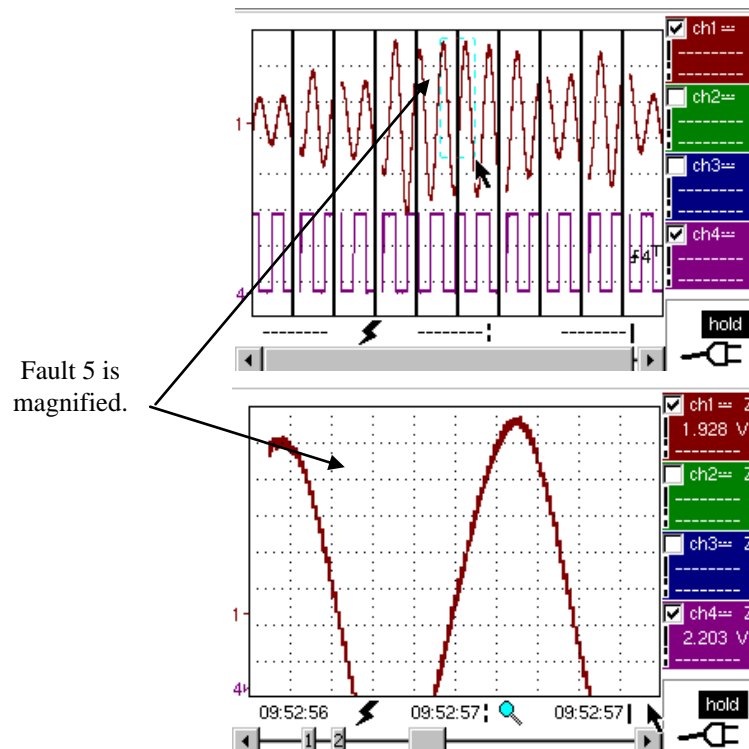 ch1
1
ch2
ch3
ch4
4T
4
hold
Fault 5 is
magnified.
ch1 Z
1.928 V
ch2 Z
ch3 Z
1
ch4 Z
2.203 V
4
09:52:56 09:52:57 09:52:57
hold
1 2